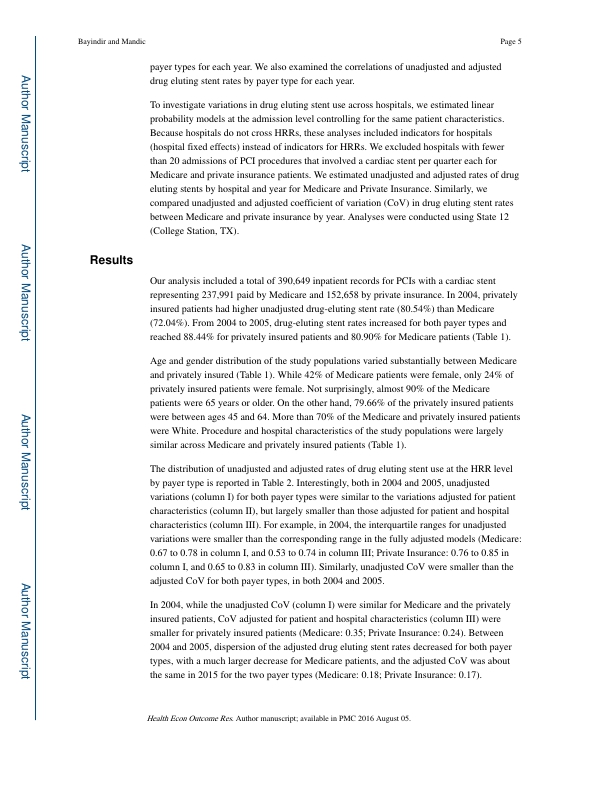 Bayindir and Mandic
Page 5
payer types for each year. We also examined the correlations of unadjusted and adjusted
drug eluting stent rates by payer type for each year.
To investigate variations in drug eluting stent use across hospitals, we estimated linear
probability models at the admission level controlling for the same patient characteristics.
Because hospitals do not cross HRRs, these analyses included indicators for hospitals
(hospital fixed effects) instead of indicators for HRRs. We excluded hospitals with fewer
than 20 admissions of PCI procedures that involved a cardiac stent per quarter each for
Medicare and private insurance patients. We estimated unadjusted and adjusted rates of drug
eluting stents by hospital and year for Medicare and Private Insurance. Similarly, we
compared unadjusted and adjusted coefficient of variation (CoV) in drug eluting stent rates
between Medicare and private insurance by year. Analyses were conducted using State 12
(College Station, TX).
Results
Our analysis included a total of 390,649 inpatient records for PCIs with a cardiac stent
representing 237,991 paid by Medicare and 152,658 by private insurance. In 2004, privately
insured patients had higher unadjusted drug-eluting stent rate (80.54%) than Medicare
(72.04%). From 2004 to 2005, drug-eluting stent rates increased for both payer types and
reached 88.44% for privately insured patients and 80.90% for Medicare patients (Table 1).
Age and gender distribution of the study populations varied substantially between Medicare
and privately insured (Table 1). While 42% of Medicare patients were female, only 24% of
privately insured patients were female. Not surprisingly, almost 90% of the Medicare
patients were 65 years or older. On the other hand, 79.66% of the privately insured patients
were between ages 45 and 64. More than 70% of the Medicare and privately insured patients
were White. Procedure and hospital characteristics of the study populations were largely
similar across Medicare and privately insured patients (Table 1).
The distribution of unadjusted and adjusted rates of drug eluting stent use at the HRR level
by payer type is reported in Table 2. Interestingly, both in 2004 and 2005, unadjusted
variations (column I) for both payer types were similar to the variations adjusted for patient
characteristics (column II), but largely smaller than those adjusted for patient and hospital
characteristics (column III). For example, in 2004, the interquartile ranges for unadjusted
variations were smaller than the corresponding range in the fully adjusted models (Medicare:
0.67 to 0.78 in column I, and 0.53 to 0.74 in column III; Private Insurance: 0.76 to 0.85 in
column I, and 0.65 to 0.83 in column III). Similarly, unadjusted CoV were smaller than the
adjusted CoV for both payer types, in both 2004 and 2005.
In 2004, while the unadjusted CoV (column I) were similar for Medicare and the privately
insured patients, CoV adjusted for patient and hospital characteristics (column III) were
smaller for privately insured patients (Medicare: 0.35; Private Insurance: 0.24). Between
2004 and 2005, dispersion of the adjusted drug eluting stent rates decreased for both payer
types, with a much larger decrease for Medicare patients, and the adjusted CoV was about
the same in 2015 for the two payer types (Medicare: 0.18; Private Insurance: 0.17).
Health Econ Outcome Res. Author manuscript; available in PMC 2016 August 05.
Author Manuscript
Author Manuscript
Author Manuscript
Author Manuscript